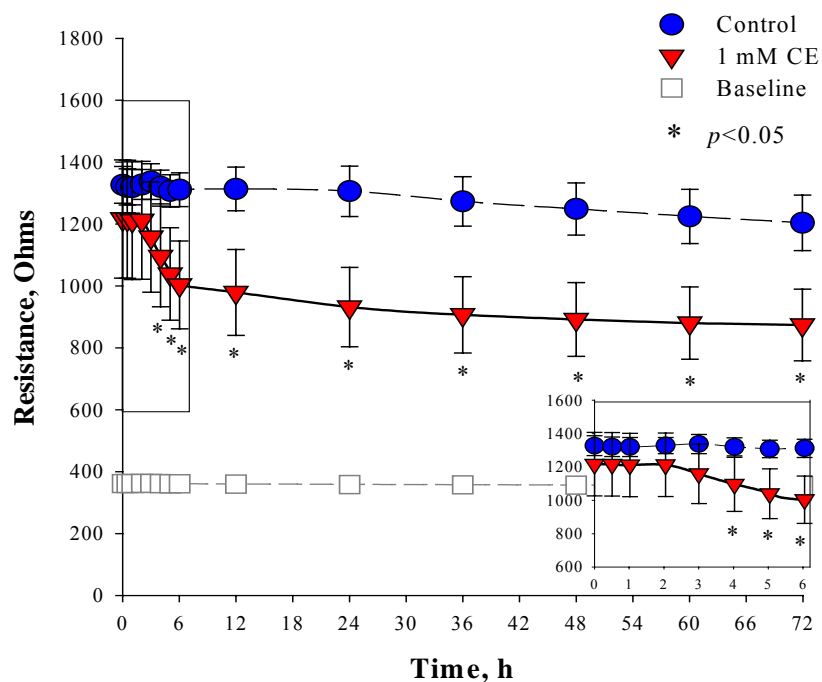 Control
1 mM CE
Baseline
* p<0.05
Resistance, Ohms
1800
1600
1400
1200
1000
800
600
400
200
0
* * * * * * * * *
0 6 12 18 24 30 36 42 48 54 60 66 72
Time, h
1600
1400
1200
1000
800
600
* * *
0 1 2 3 4 5 6